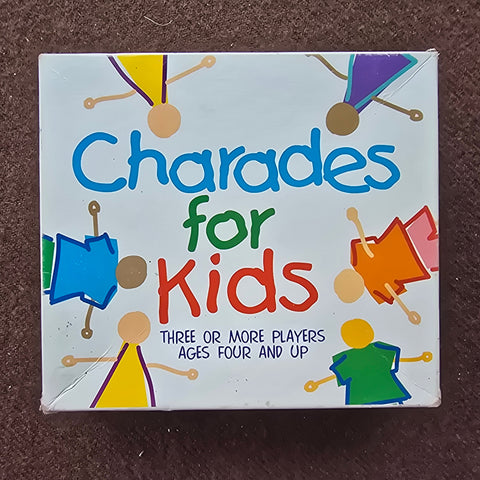 Charades
for
Kids
THREE OR MORE PLAYERS
AGES FOUR AND UP